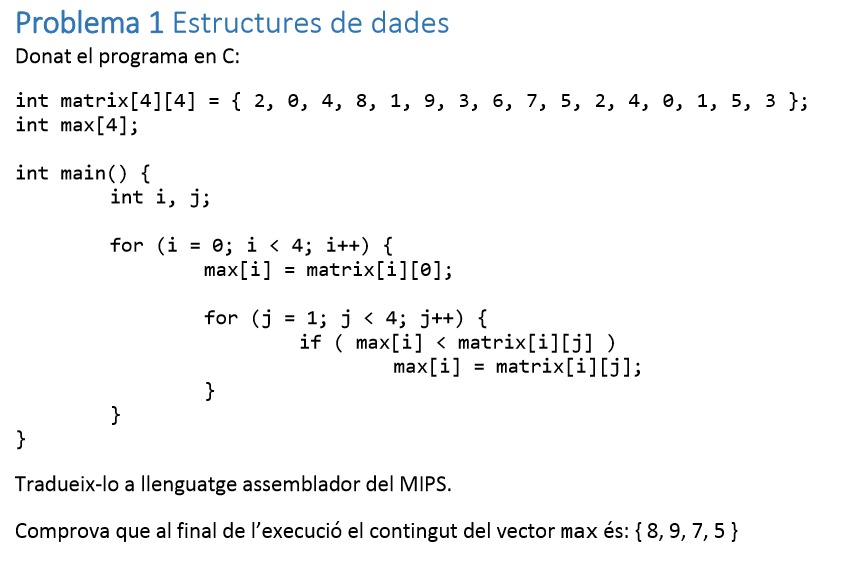 Problema 1 Estructures de dades
Donat el programa en C:
int matrix[4][4] = { 2, 0, 4, 8, 1, 9, 3, 6, 7, 5, 2, 4, 0, 1, 5, 3 };
int max[4];
int main() {
int i, j;
for (i = 0; i < 4; i++) {
max[i] = matrix[i][0];
for (j = 1; j < 4; j++) {
if ( max[i] < matrix[i][j] )
max[i] = matrix[i][j];
}
}
}
Tradueix-lo a llenguatge assemblador del MIPS.
Comprova que al final de l’execució el contingut del vector max és: { 8, 9, 7, 5 }